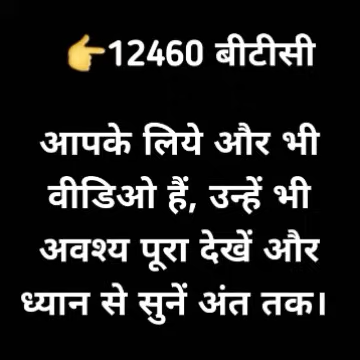 👉12460 बीटीसी
आपके लिये और भी
वीडिओ हैं, उन्हें भी
अवश्य पूरा देखें और
ध्यान से सुनें अंत तक।